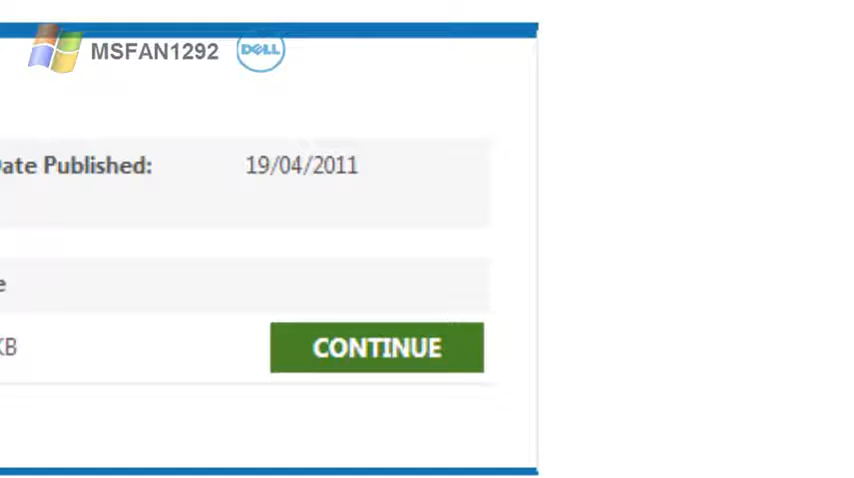 MSFAN1292 DELL
Date Published: 19/04/2011
e
KB CONTINUE